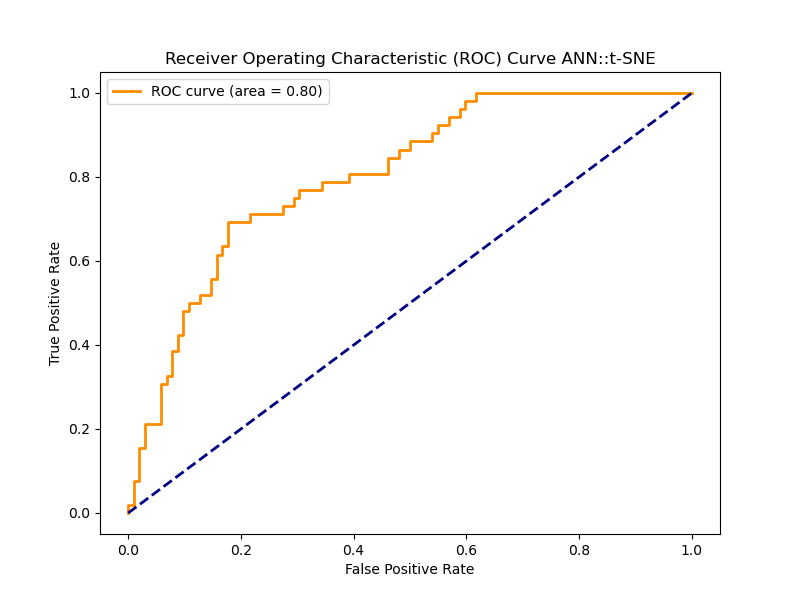 Receiver Operating Characteristic (ROC) Curve ANN::t-SNE
ROC curve (area = 0.80)
True Positive Rate
1.0
0.8
0.6
0.4
0.2
0.0
0.0 0.2 0.4 0.6 0.8 1.0
False Positive Rate